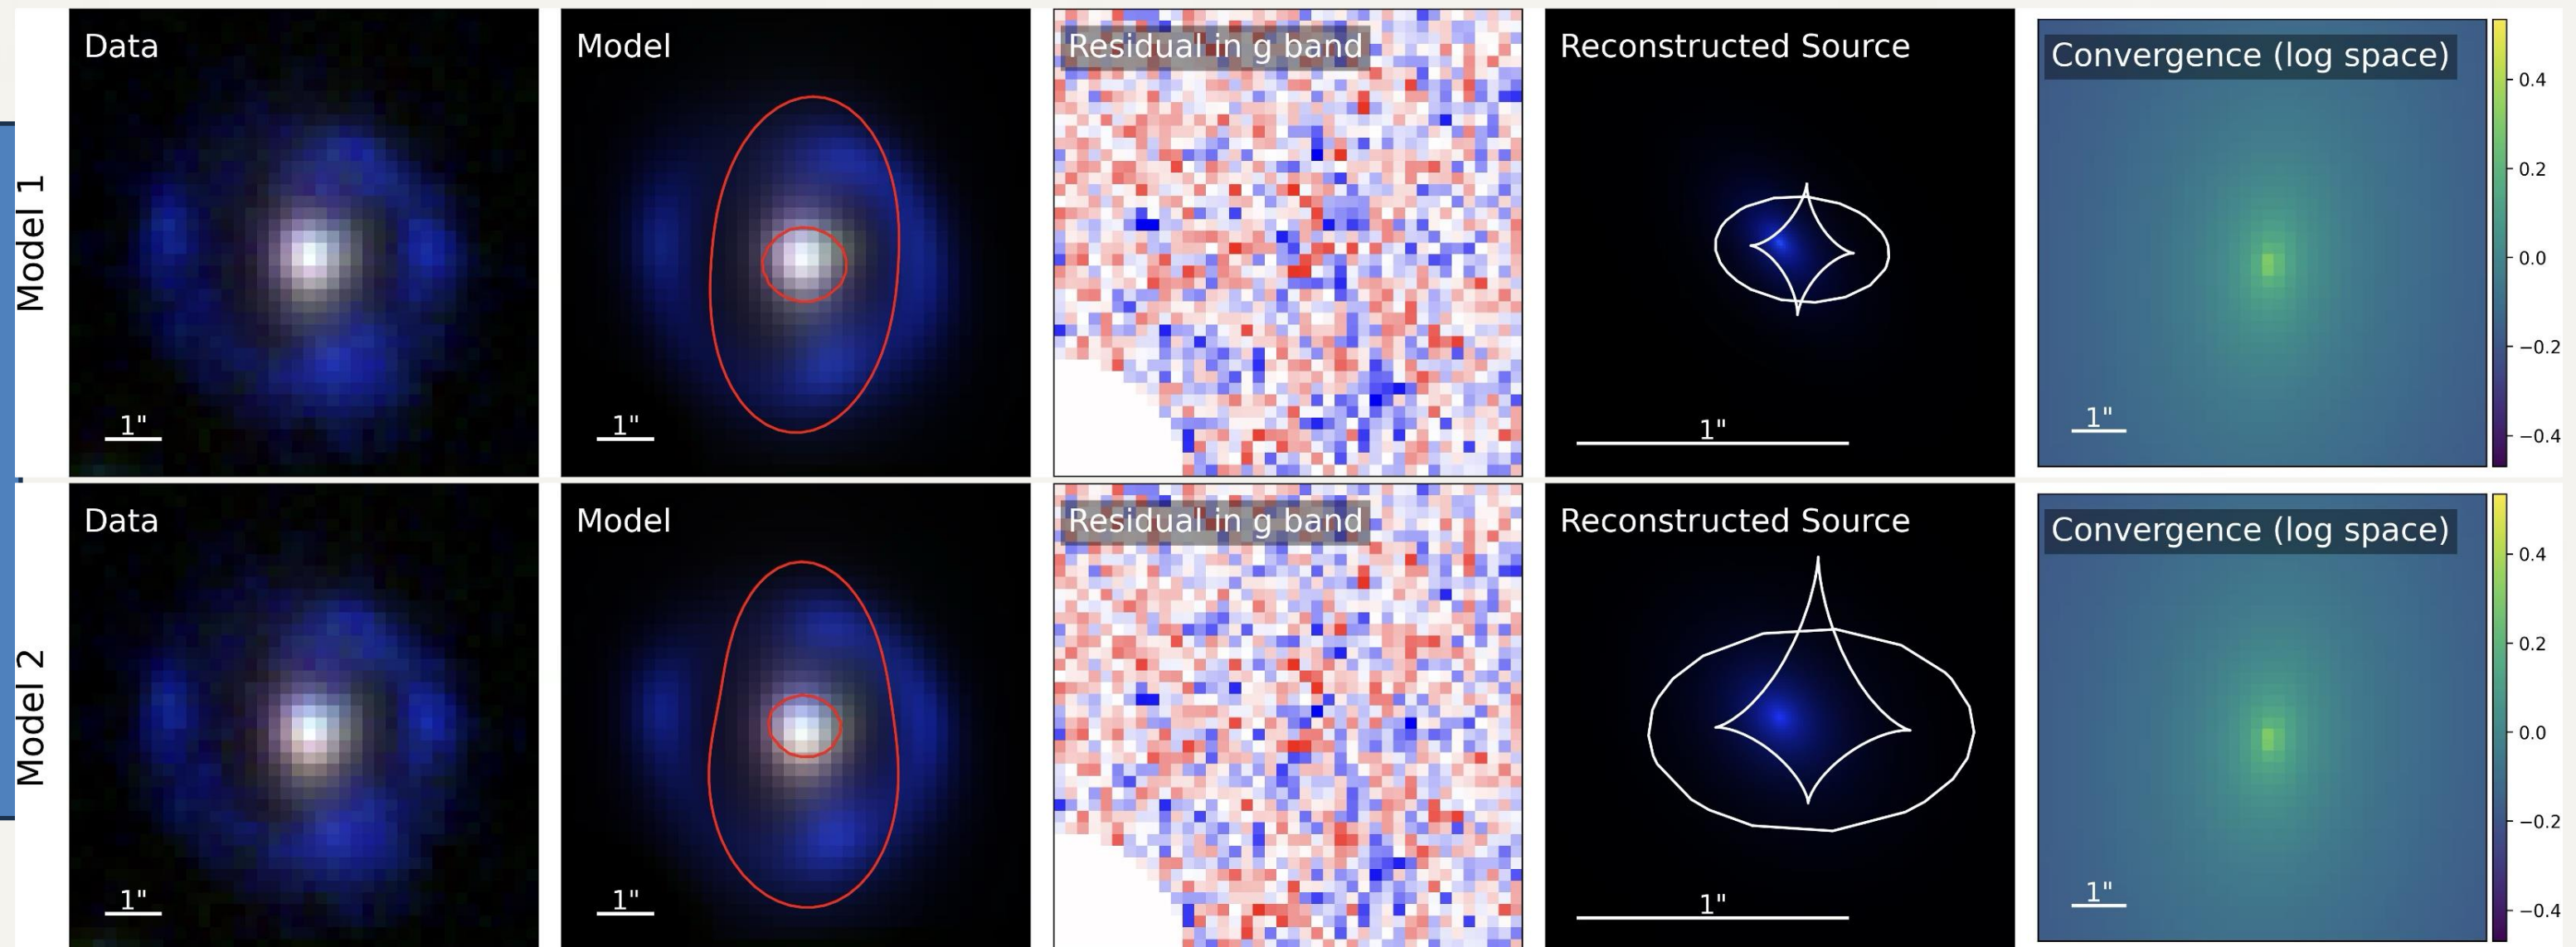 Model 1
Data
Model
Residual in g band
Reconstructed Source
Convergence (log space)
1"
1"
1"
1"
0.4
0.2
0.0
−0.2
−0.4
Model 2
Data
Model
Residual in g band
Reconstructed Source
Convergence (log space)
1"
1"
1"
1"
0.4
0.2
0.0
−0.2
−0.4